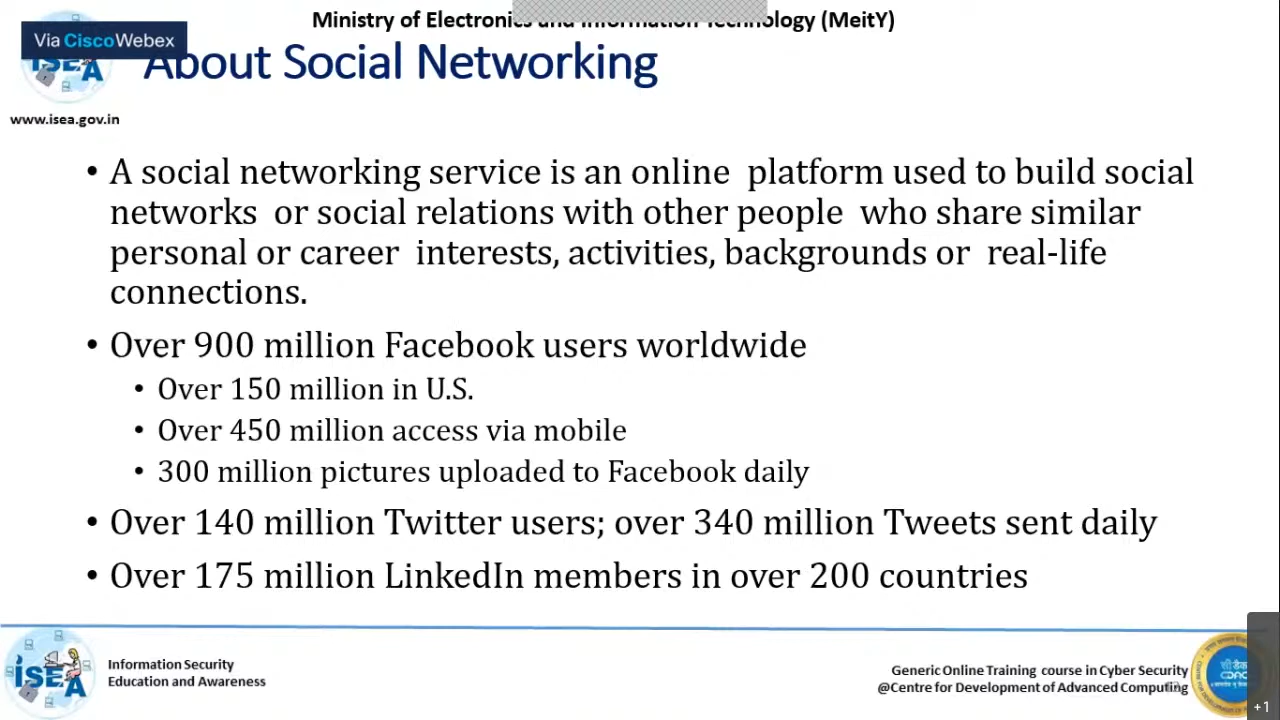 Ministry of Electronics and Information Technology (MeitY)
Via CiscoWebex
ISEA
About Social Networking
www.isea.gov.in
• A social networking service is an online platform used to build social
networks or social relations with other people who share similar
personal or career interests, activities, backgrounds or real-life
connections.
• Over 900 million Facebook users worldwide
• Over 150 million in U.S.
• Over 450 million access via mobile
• 300 million pictures uploaded to Facebook daily
• Over 140 million Twitter users; over 340 million Tweets sent daily
• Over 175 million LinkedIn members in over 200 countries
ISEA
Information Security
Education and Awareness
Generic Online Training course in Cyber Security
@Centre for Development of Advanced Computing
सी डैक
CDAC
+1